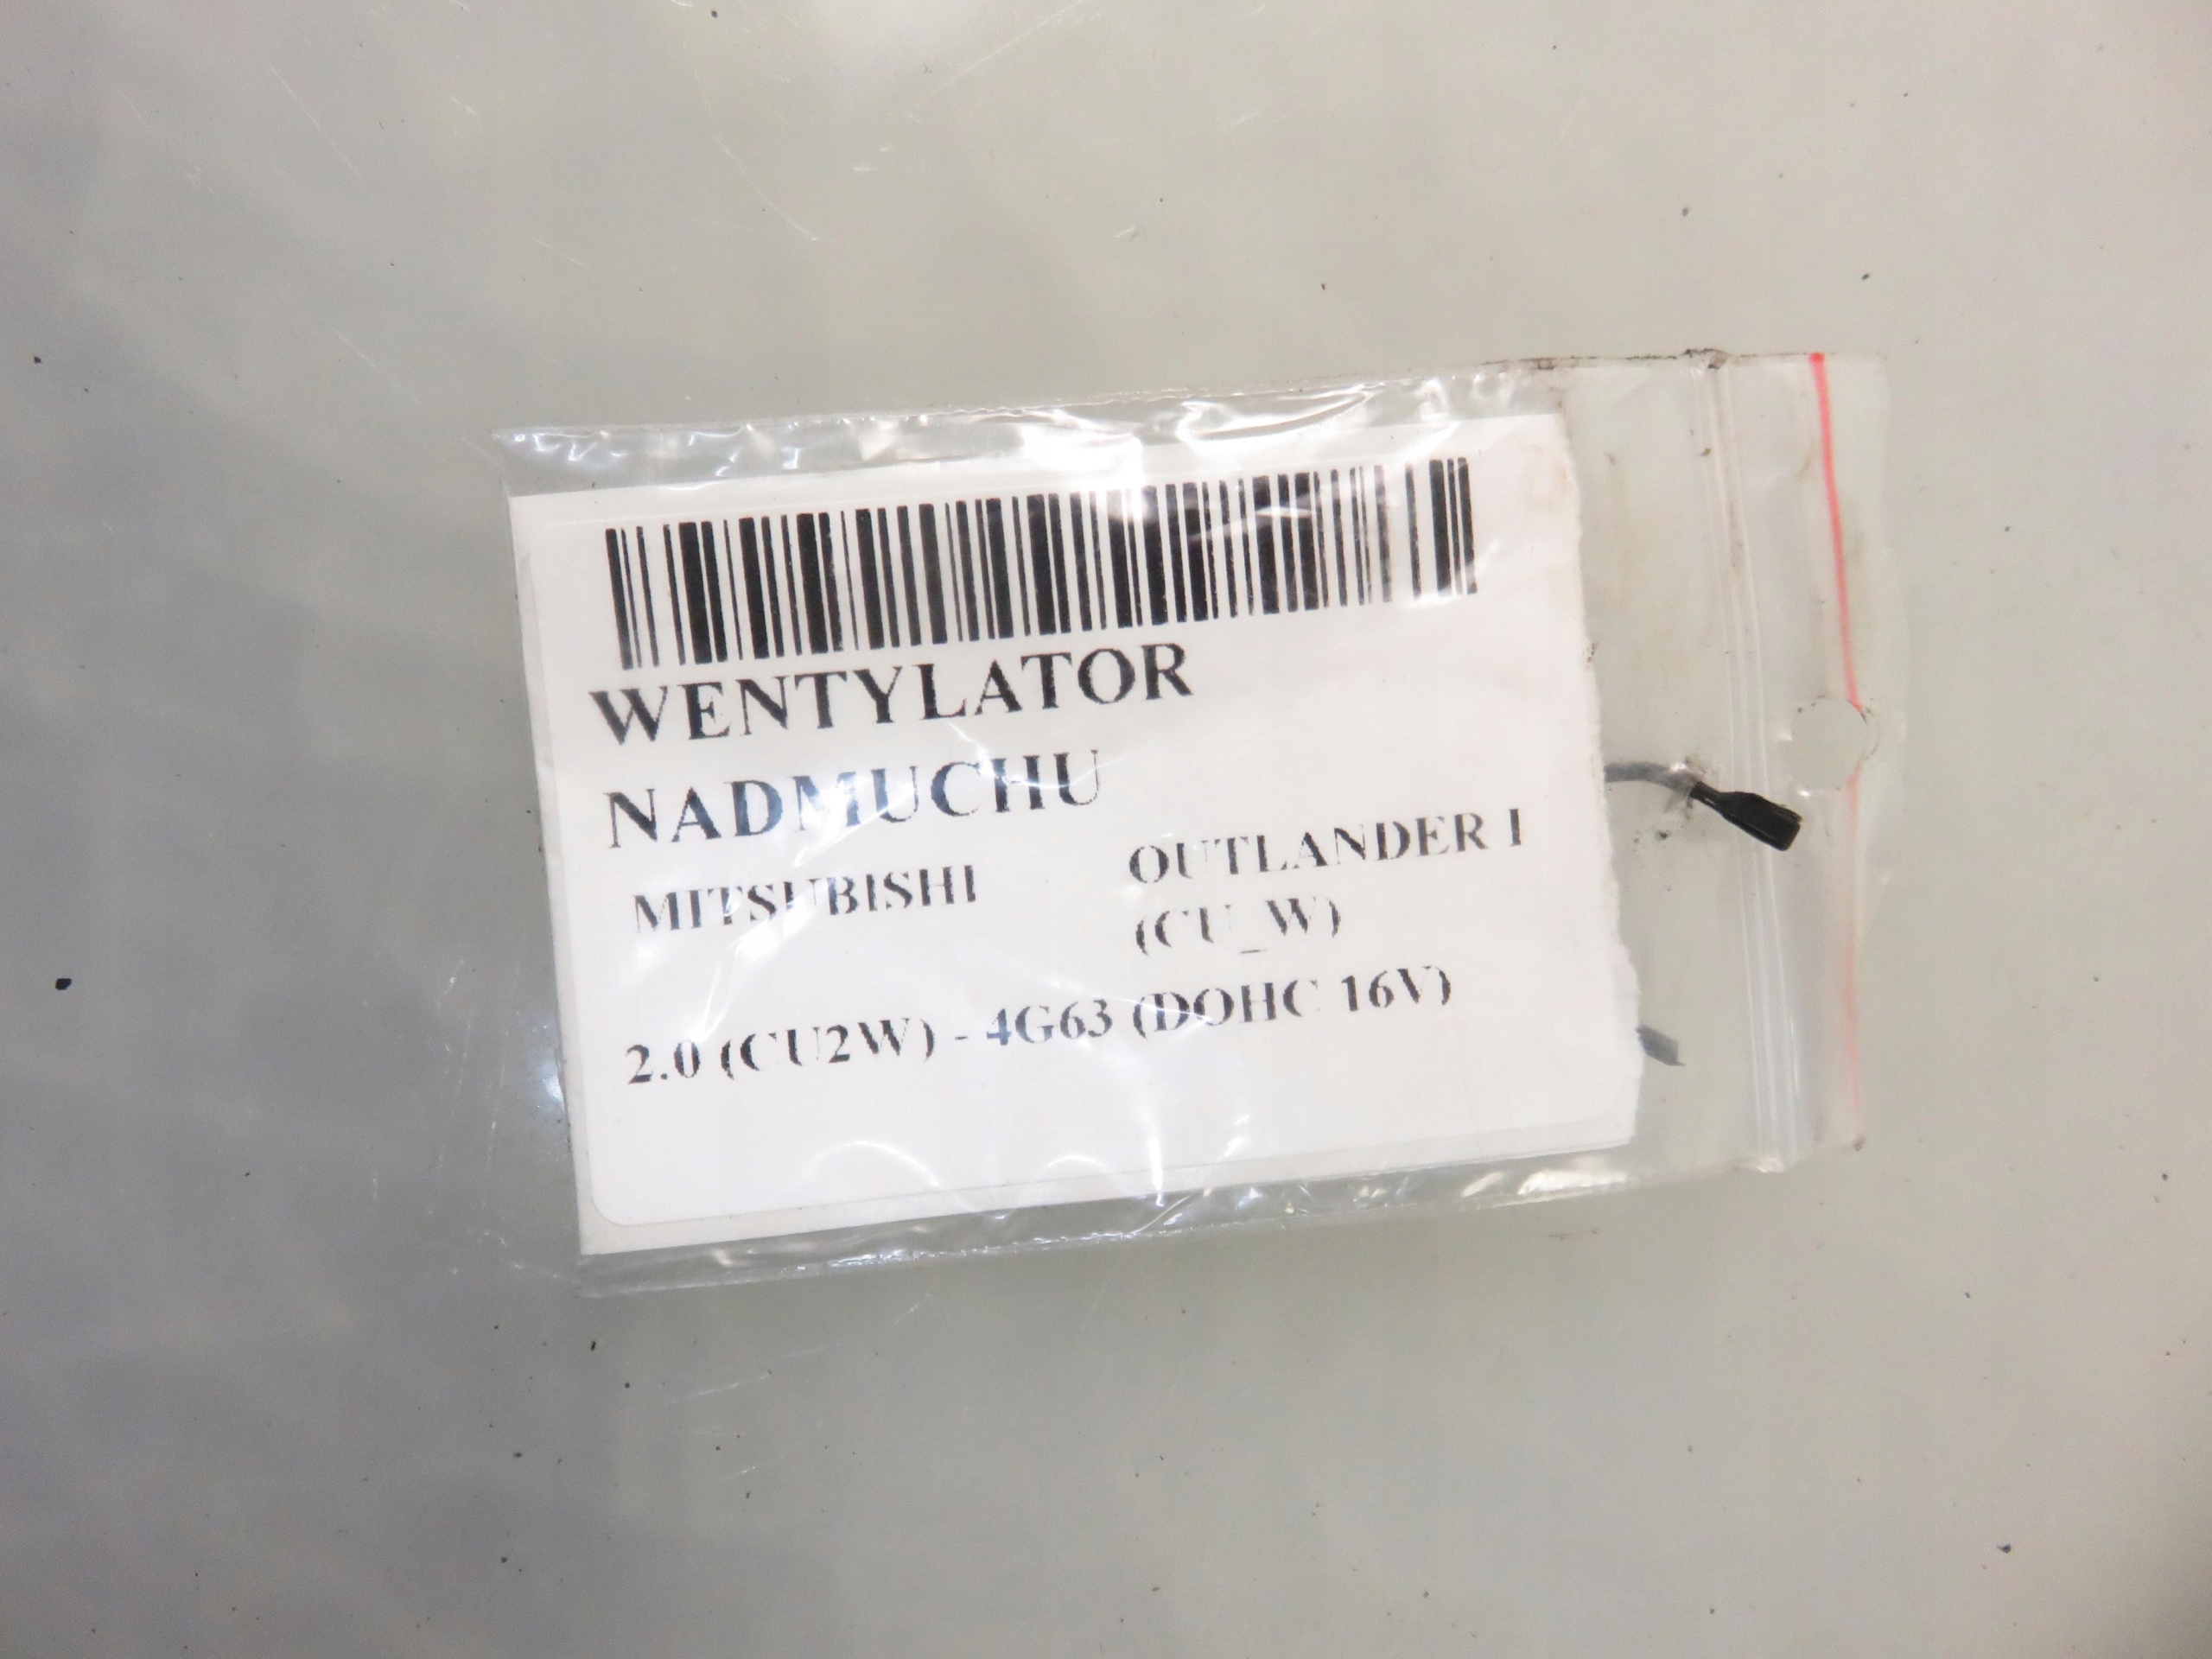 WENTYLATOR
NADMUCHU
MITSUBISHI
OUTLANDER I
(CU_W)
2.0 (CU2W) - 4G63 (DOHC 16V)